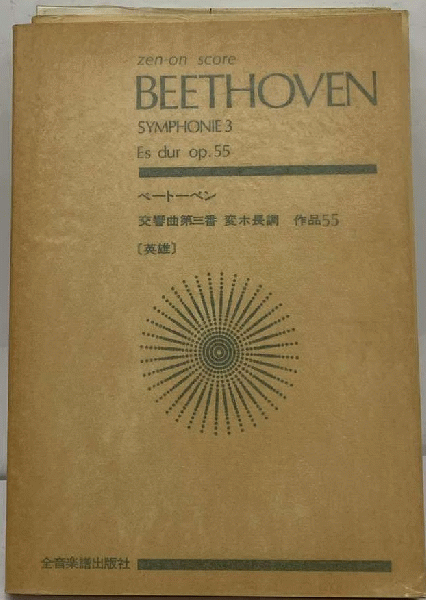 zen-on score
BEETHOVEN
SYMPHONIE 3
Es dur op. 55
ベートーベン
交響曲第三番 変ホ長調 作品55
〔英雄〕
全音楽譜出版社